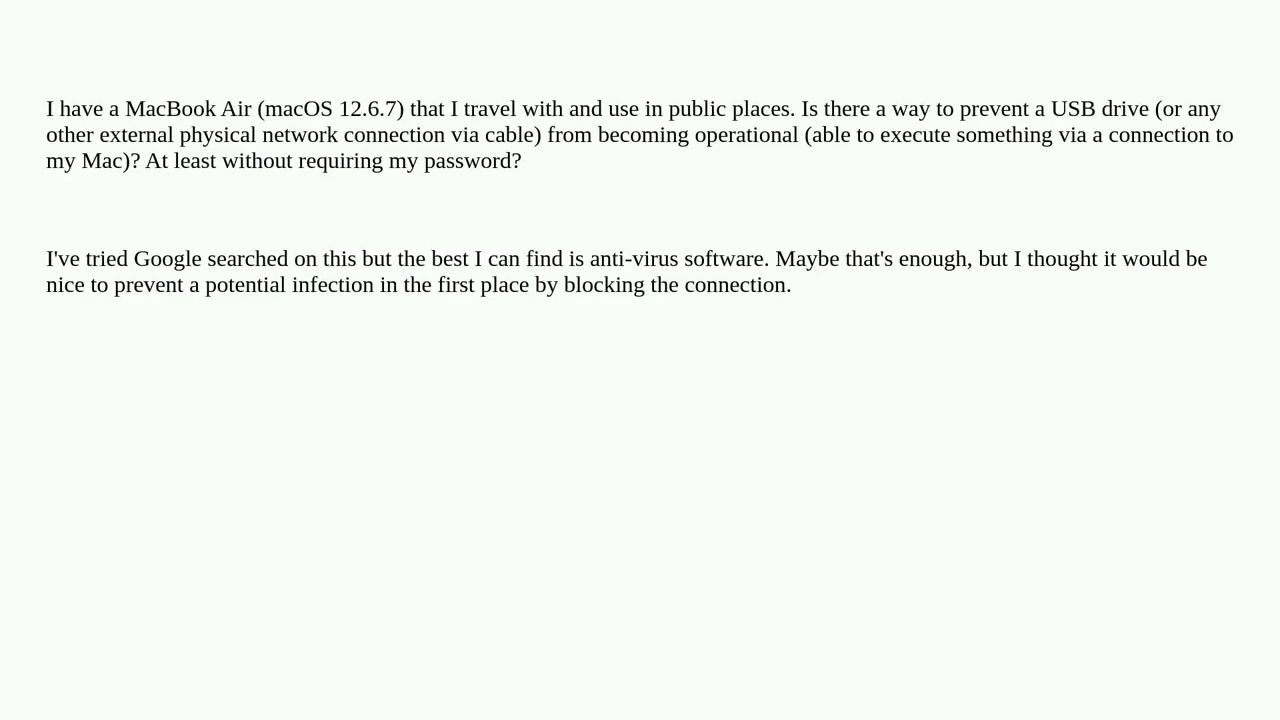 I have a MacBook Air (macOS 12.6.7) that I travel with and use in public places. Is there a way to prevent a USB drive (or any
other external physical network connection via cable) from becoming operational (able to execute something via a connection to
my Mac)? At least without requiring my password?
I've tried Google searched on this but the best I can find is anti-virus software. Maybe that's enough, but I thought it would be
nice to prevent a potential infection in the first place by blocking the connection.